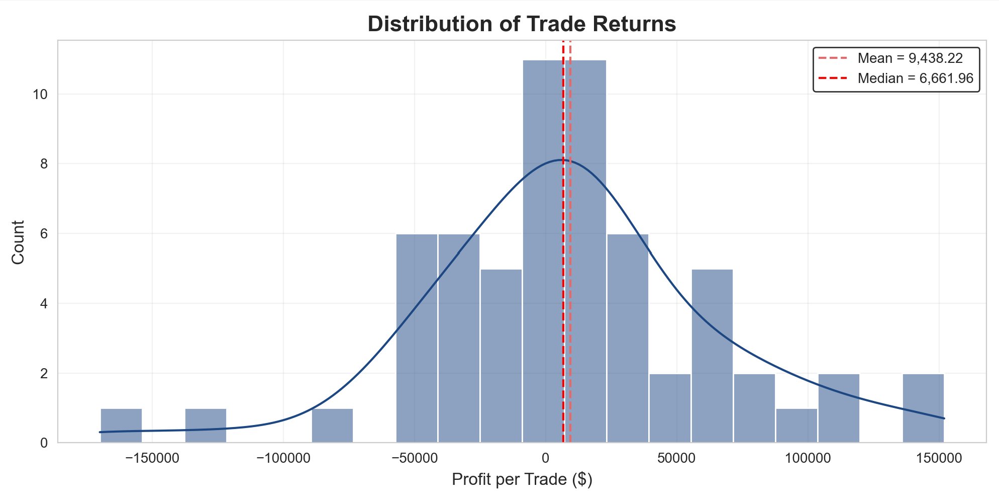 Distribution of Trade Returns
Mean = 9,438.22
Median = 6,661.96
10
8
6
4
2
0
Count
−150000 −100000 −50000 0 50000 100000 150000
Profit per Trade ($)